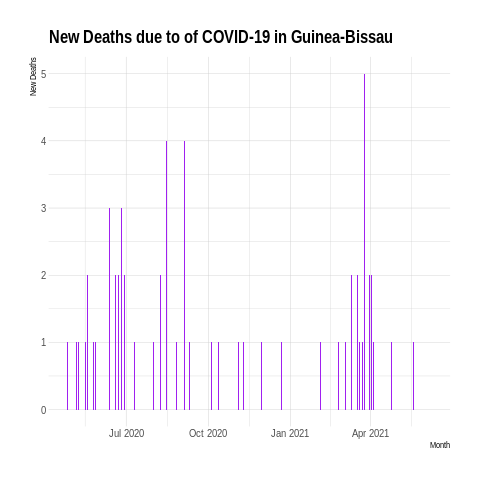 New Deaths due to of COVID-19 in Guinea-Bissau
New Deaths
5
4
3
2
1
0
Jul 2020 Oct 2020 Jan 2021 Apr 2021
Month